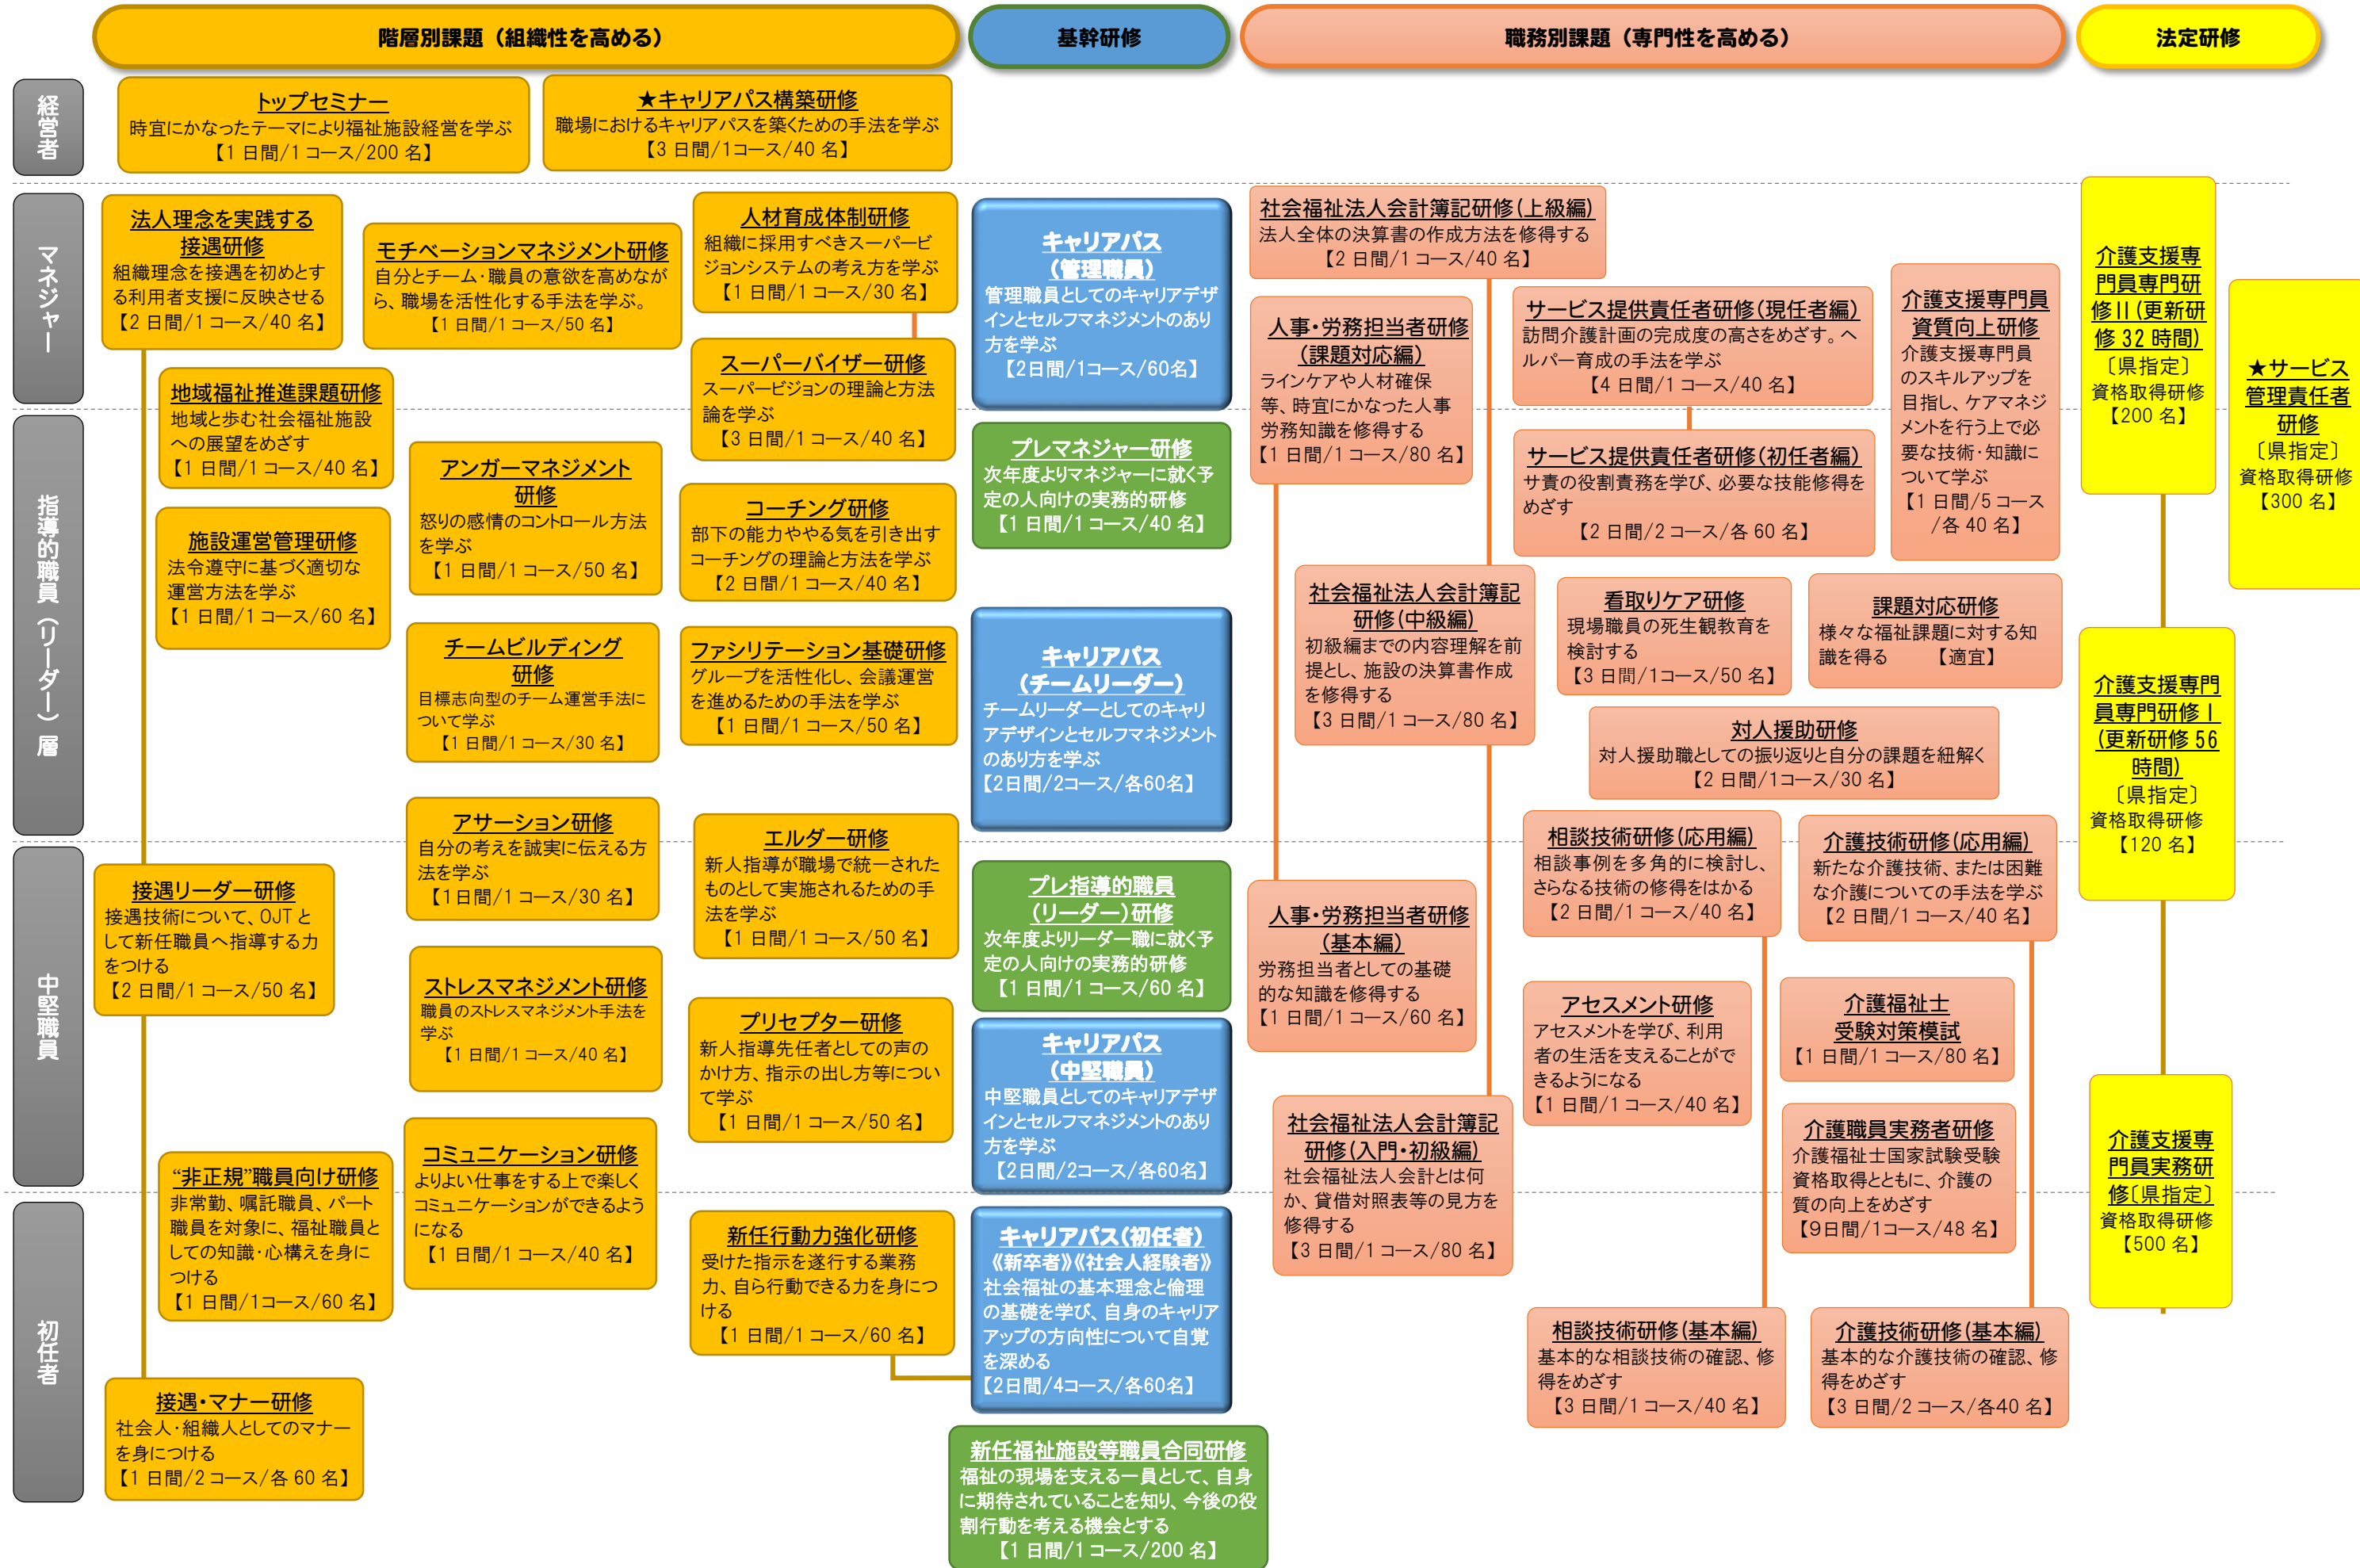 階層別課題（組織性を高める）
基幹研修
職務別課題（専門性を高める）
法定研修
経営者
トップセミナー
時宜にかなったテーマにより福祉施設経営を学ぶ
【1 日間/1 コース/200 名】
★キャリアパス構築研修
職場におけるキャリアパスを築くための手法を学ぶ
【3 日間/1コース/40 名】
マネジャー
法人理念を実践する
接遇研修
組織理念を接遇を初めとす
る利用者支援に反映させる
【2 日間/1 コース/40 名】
モチベーションマネジメント研修
自分とチーム・職員の意欲を高めなが
ら、職場を活性化する手法を学ぶ。
【1 日間/1 コース/50 名】
人材育成体制研修
組織に採用すべきスーパービ
ジョンシステムの考え方を学ぶ
【1 日間/1 コース/30 名】
スーパーバイザー研修
スーパービジョンの理論と方法
論を学ぶ
【3 日間/1 コース/40 名】
地域福祉推進課題研修
地域と歩む社会福祉施設
への展望をめざす
【1 日間/1 コース/40 名】
キャリアパス
（管理職員）
管理職員としてのキャリアデザ
インとセルフマネジメントのあり
方を学ぶ
【2日間/1コース/60名】
社会福祉法人会計簿記研修（上級編）
法人全体の決算書の作成方法を修得する
【2 日間/1 コース/40 名】
人事・労務担当者研修
（課題対応編）
ラインケアや人材確保
等、時宜にかなった人事
労務知識を修得する
【1 日間/1 コース/80 名】
サービス提供責任者研修（現任者編）
訪問介護計画の完成度の高さをめざす。ヘ
ルパー育成の手法を学ぶ
【4 日間/1 コース/40 名】
介護支援専門員
資質向上研修
介護支援専門員
のスキルアップを
目指し、ケアマネジ
メントを行う上で必
要な技術・知識に
ついて学ぶ
【1 日間/5 コース
/各 40 名】
介護支援専
門員専門研
修Ⅱ（更新研
修 32 時間）
〔県指定〕
資格取得研修
【200 名】
★サービス
管理責任者
研修
〔県指定〕
資格取得研修
【300 名】
指導的職員（リーダー）層
施設運営管理研修
法令遵守に基づく適切な
運営方法を学ぶ
【1 日間/1 コース/60 名】
アンガーマネジメント
研修
怒りの感情のコントロール方法
を学ぶ
【1 日間/1 コース/50 名】
コーチング研修
部下の能力ややる気を引き出す
コーチングの理論と方法を学ぶ
【2 日間/1 コース/40 名】
チームビルディング
研修
目標志向型のチーム運営手法に
ついて学ぶ
【1 日間/1 コース/30 名】
ファシリテーション基礎研修
グループを活性化し、会議運営
を進めるための手法を学ぶ
【1 日間/1 コース/50 名】
プレマネジャー研修
次年度よりマネジャーに就く予
定の人向けの実務的研修
【1 日間/1 コース/40 名】
キャリアパス
（チームリーダー）
チームリーダーとしてのキャリ
アデザインとセルフマネジメント
のあり方を学ぶ
【2日間/2コース/各60名】
サービス提供責任者研修（初任者編）
サ責の役割責務を学び、必要な技能修得を
めざす
【2 日間/2 コース/各 60 名】
社会福祉法人会計簿記
研修（中級編）
初級編までの内容理解を前
提とし、施設の決算書作成
を修得する
【3 日間/1 コース/80 名】
看取りケア研修
現場職員の死生観教育を
検討する
【3 日間/1コース/50 名】
課題対応研修
様々な福祉課題に対する知
識を得る　【適宜】
対人援助研修
対人援助職としての振り返りと自分の課題を紐解く
【2 日間/1コース/30 名】
介護支援専門
員専門研修Ⅰ
（更新研修 56
時間）
〔県指定〕
資格取得研修
【120 名】
中堅職員
接遇リーダー研修
接遇技術について、OJT と
して新任職員へ指導する力
をつける
【2 日間/1 コース/50 名】
アサーション研修
自分の考えを誠実に伝える方
法を学ぶ
【1日間/1 コース/30 名】
エルダー研修
新人指導が職場で統一された
ものとして実施されるための手
法を学ぶ
【1 日間/1 コース/50 名】
ストレスマネジメント研修
職員のストレスマネジメント手法を
学ぶ
【1 日間/1 コース/40 名】
プリセプター研修
新人指導先任者としての声の
かけ方、指示の出し方等につい
て学ぶ
【1 日間/1 コース/50 名】
コミュニケーション研修
よりよい仕事をする上で楽しく
コミュニケーションができるよう
になる
【1 日間/1 コース/40 名】
“非正規”職員向け研修
非常勤、嘱託職員、パート
職員を対象に、福祉職員と
しての知識・心構えを身に
つける
【1 日間/1コース/60 名】
プレ指導的職員
（リーダー）研修
次年度よりリーダー職に就く予
定の人向けの実務的研修
【1 日間/1 コース/60 名】
キャリアパス
（中堅職員）
中堅職員としてのキャリアデザ
インとセルフマネジメントのあり
方を学ぶ
【2日間/2コース/各60名】
人事・労務担当者研修
（基本編）
労務担当者としての基礎
的な知識を修得する
【1 日間/1 コース/60 名】
社会福祉法人会計簿記
研修（入門・初級編）
社会福祉法人会計とは何
か、貸借対照表等の見方を
修得する
【3 日間/1 コース/80 名】
相談技術研修（応用編）
相談事例を多角的に検討し、
さらなる技術の修得をはかる
【2 日間/1 コース/40 名】
介護技術研修（応用編）
新たな介護技術、または困難
な介護についての手法を学ぶ
【2 日間/1 コース/40 名】
アセスメント研修
アセスメントを学び、利用
者の生活を支えることがで
きるようになる
【1 日間/1 コース/40 名】
介護福祉士
受験対策模試
【1 日間/1 コース/80 名】
介護職員実務者研修
介護福祉士国家試験受験
資格取得とともに、介護の
質の向上をめざす
【9日間/1コース/48 名】
介護支援専
門員実務研
修〔県指定〕
資格取得研修
【500 名】
初任者
新任行動力強化研修
受けた指示を遂行する業務
力、自ら行動できる力を身につ
ける
【1 日間/1 コース/60 名】
接遇・マナー研修
社会人・組織人としてのマナー
を身につける
【1 日間/2 コース/各 60 名】
キャリアパス（初任者）
《新卒者》《社会人経験者》
社会福祉の基本理念と倫理
の基礎を学び、自身のキャリア
アップの方向性について自覚
を深める
【2日間/4コース/各60名】
新任福祉施設等職員合同研修
福祉の現場を支える一員として、自身
に期待されていることを知り、今後の役
割行動を考える機会とする
【1 日間/1 コース/200 名】
相談技術研修（基本編）
基本的な相談技術の確認、修
得をめざす
【3 日間/1 コース/40 名】
介護技術研修（基本編）
基本的な介護技術の確認、修
得をめざす
【3 日間/2 コース/各40 名】